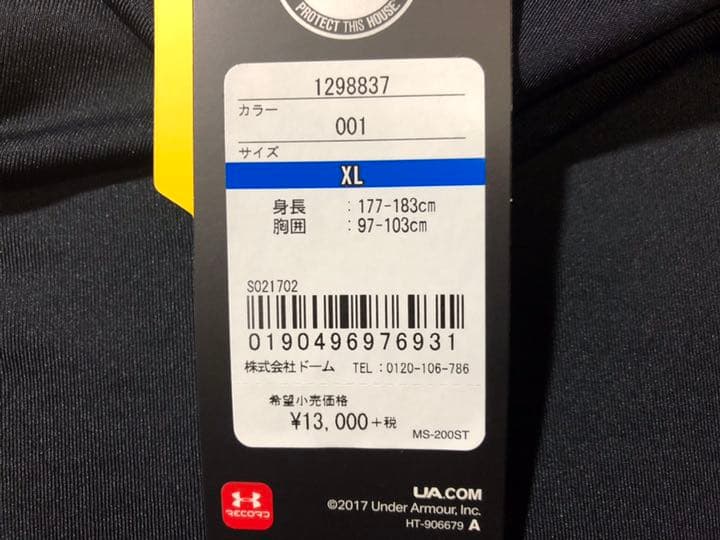 PROTECT THIS HOUSE.
1298837
カラー
001
サイズ
XL
身長 : 177-183cm
胸囲 : 97-103cm
S021702
0190496976931
株式会社ドーム TEL : 0120-106-786
希望小売価格
¥13,000+税
MS-200ST
RECORD
UA.COM
©2017 Under Armour, Inc.
HT-906679 A